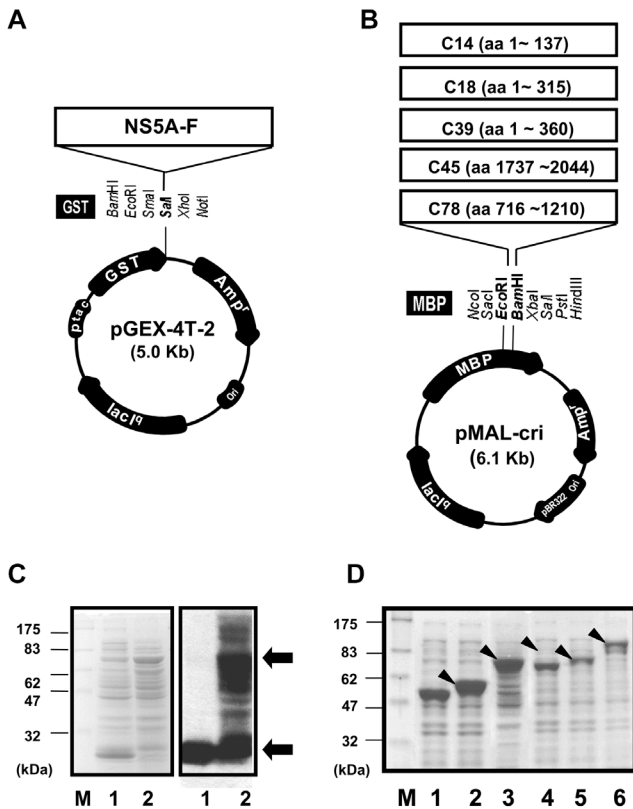 A
NS5A-F
GST
BamHI
EcoRI
SmaI
SalI
XhoI
NotI
GST
Ampr
ptac
pGEX-4T-2
(5.0 Kb)
Ori
lacIq
B
C14 (aa 1~ 137)
C18 (aa 1~ 315)
C39 (aa 1 ~ 360)
C45 (aa 1737 ~2044)
C78 (aa 716 ~1210)
MBP
NcoI
SacI
EcoRI
BamHI
XbaI
SalI
PstI
HindIII
MBP
Ampr
pMAL-cri
(6.1 Kb)
pBR322 Ori
lacIq
C
175
83
62
47
32
(kDa)
M 1 2 1 2
D
175
83
62
47
32
(kDa)
M 1 2 3 4 5 6